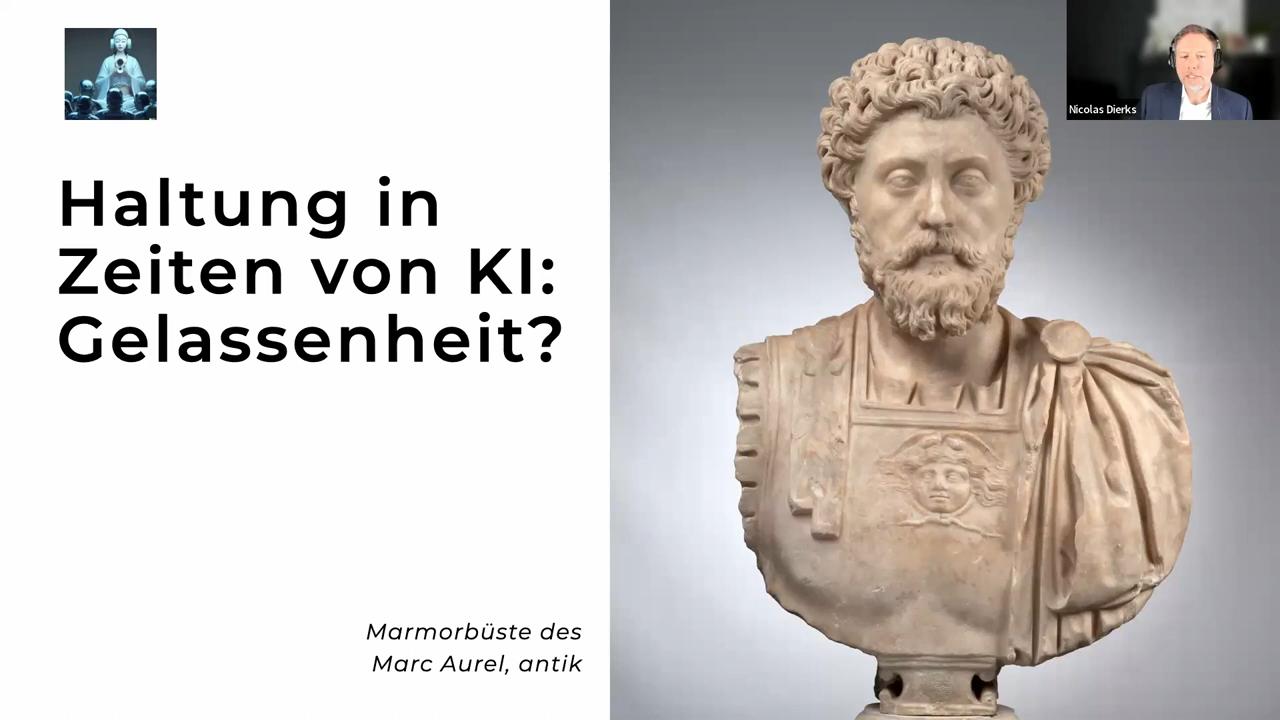 Haltung in
Zeiten von KI:
Gelassenheit?
Nicolas Dierks
Marmorbüste des
Marc Aurel, antik